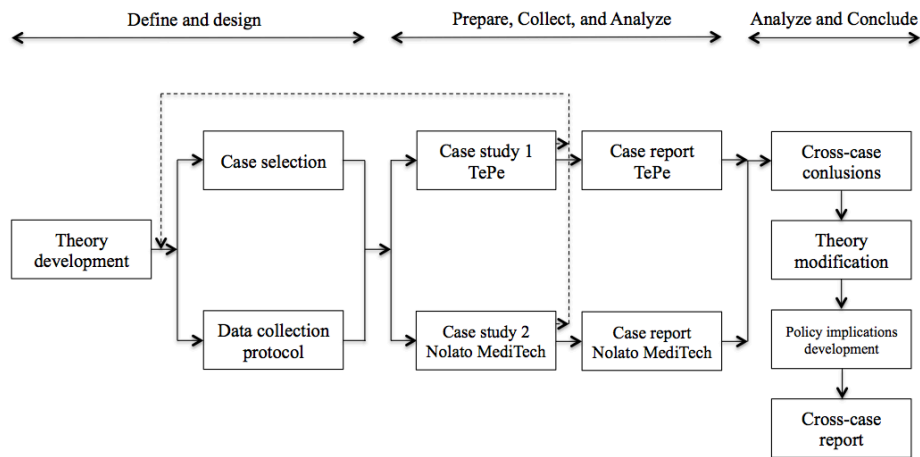 Define and design
Prepare, Collect, and Analyze
Analyze and Conclude
Theory
development
Case selection
Data collection
protocol
Case study 1
TePe
Case report
TePe
Case study 2
Nolato MediTech
Case report
Nolato MediTech
Cross-case
conlusions
Theory
modification
Policy implications
development
Cross-case
report